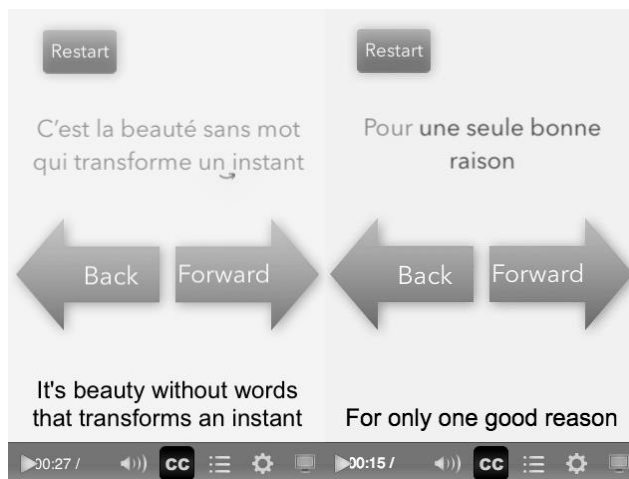 Restart
C'est la beauté sans mot
qui transforme un instant
Back
Forward
It's beauty without words
that transforms an instant
00:27 /
CC
Restart
Pour une seule bonne
raison
Back
Forward
For only one good reason
00:15 /
CC